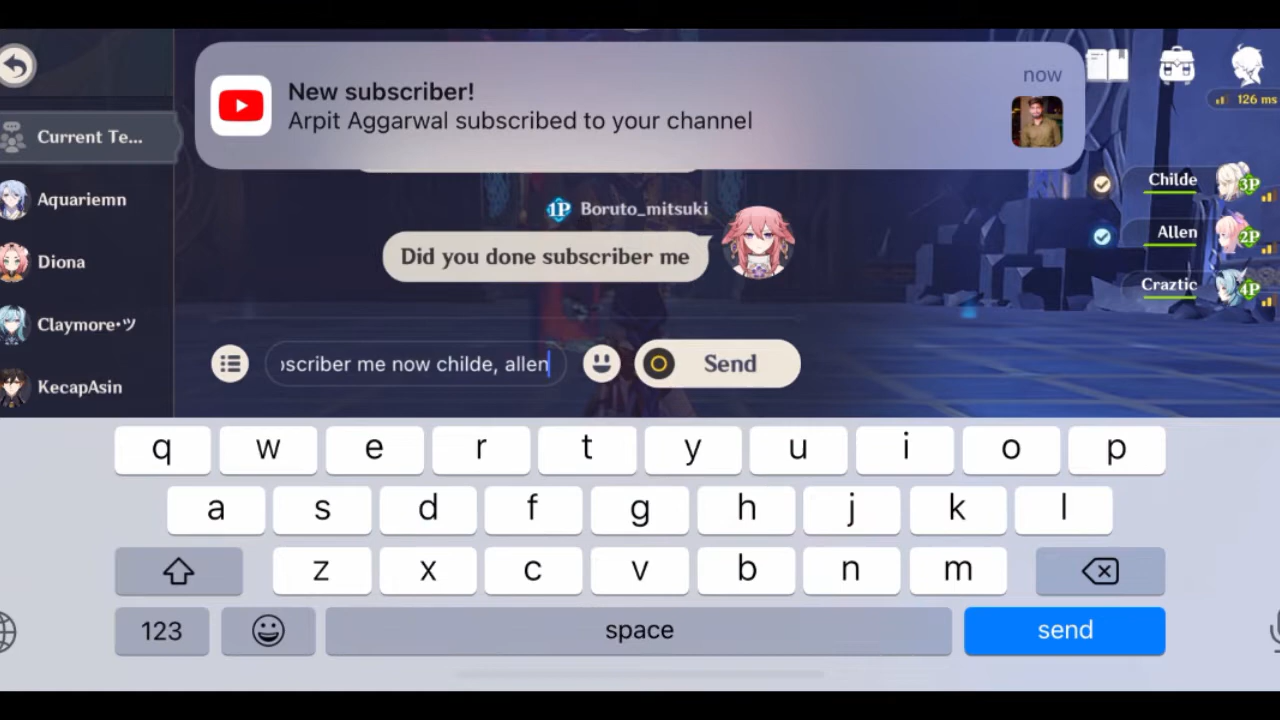 New subscriber!
now
Arpit Aggarwal subscribed to your channel
126 ms
Current Te...
Aquariemn
Diona
Claymore•ツ
KecapAsin
1P Boruto_mitsuki
Did you done subscriber me
Childe 3P
Allen 2P
Craztic 4P
scriber me now childe, allen
Send
q w e r t y u i o p
a s d f g h j k l
z x c v b n m
123
space
send